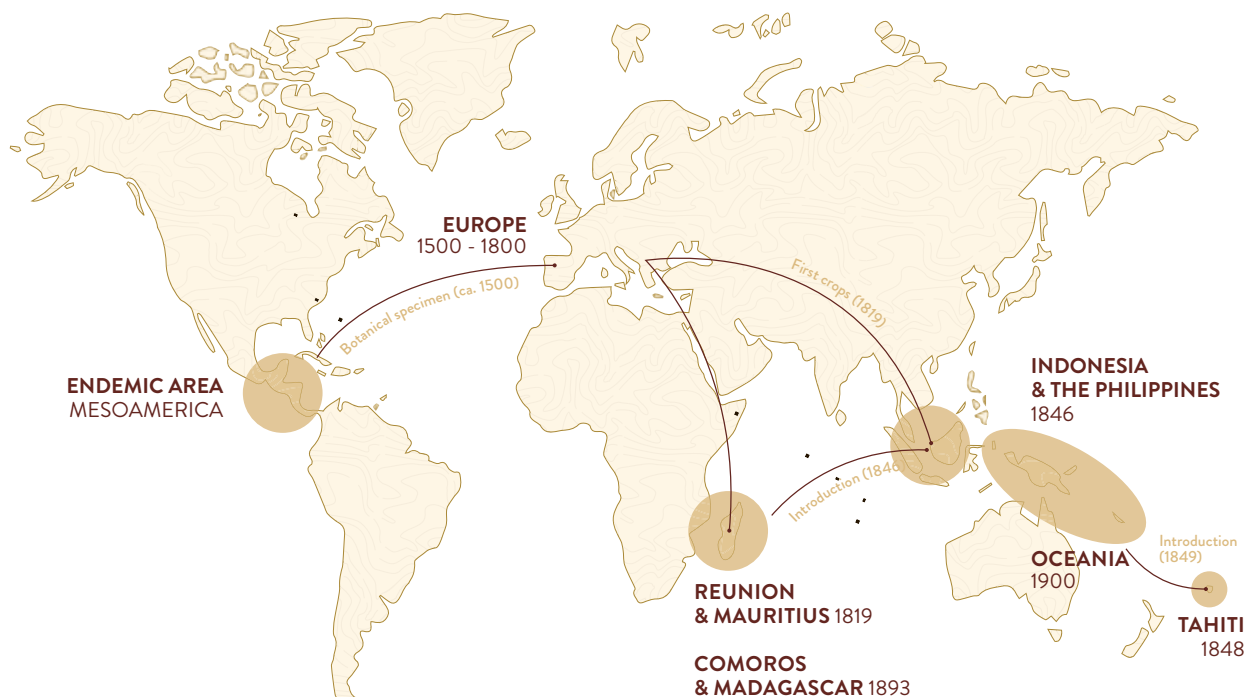 EUROPE
1500 - 1800
Botanical specimen (ca. 1500)
First crops (1819)
ENDEMIC AREA
MESOAMERICA
INDONESIA
& THE PHILIPPINES
1846
Introduction (1846)
OCEANIA
1900
Introduction
(1849)
REUNION
& MAURITIUS 1819
TAHITI
1848
COMOROS
& MADAGASCAR 1893